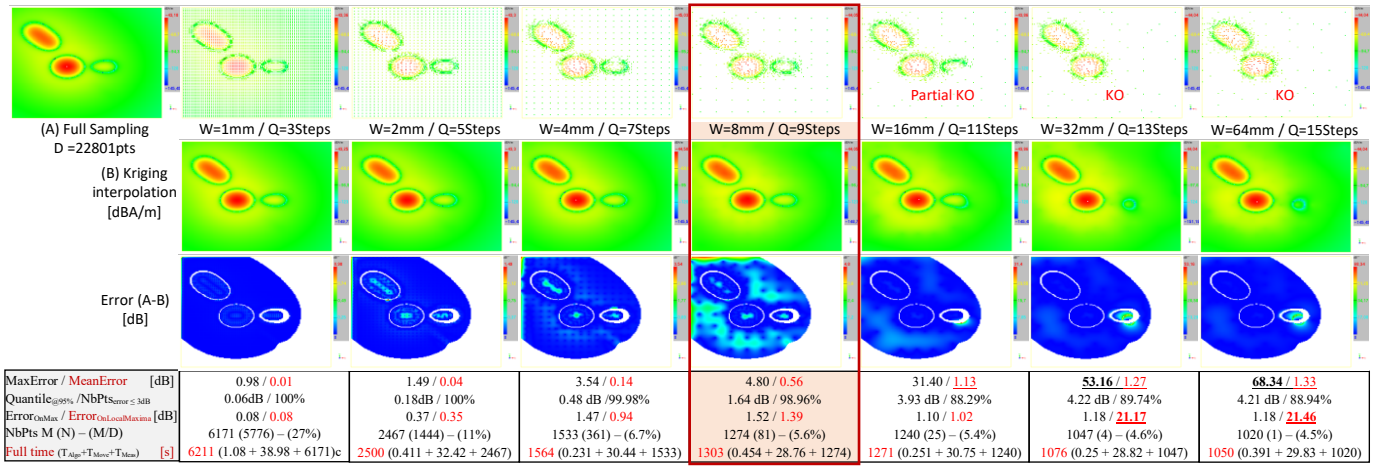 Partial KO
KO
KO
(A) Full Sampling
D =22801pts
W=1mm / Q=3Steps
W=2mm / Q=5Steps
W=4mm / Q=7Steps
W=8mm / Q=9Steps
W=16mm / Q=11Steps
W=32mm / Q=13Steps
W=64mm / Q=15Steps
(B) Kriging
interpolation
[dBA/m]
Error (A-B)
[dB]
MaxError / MeanError [dB]
0.98 / 0.01
1.49 / 0.04
3.54 / 0.14
4.80 / 0.56
31.40 / 1.13
53.16 / 1.27
68.34 / 1.33
Quantile@95% /NbPtserror ≤ 3dB
0.06dB / 100%
0.18dB / 100%
0.48 dB /99.98%
1.64 dB / 98.96%
3.93 dB / 88.29%
4.22 dB / 89.74%
4.21 dB / 88.94%
ErrorOnMax / ErrorOnLocalMaxima [dB]
0.08 / 0.08
0.37 / 0.35
1.47 / 0.94
1.52 / 1.39
1.10 / 1.02
1.18 / 21.17
1.18 / 21.46
NbPts M (N) – (M/D)
6171 (5776) – (27%)
2467 (1444) – (11%)
1533 (361) – (6.7%)
1274 (81) – (5.6%)
1240 (25) – (5.4%)
1047 (4) – (4.6%)
1020 (1) – (4.5%)
Full time (TAlgo+TMove+TMeas) [s]
6211 (1.08 + 38.98 + 6171)c
2500 (0.411 + 32.42 + 2467)
1564 (0.231 + 30.44 + 1533)
1303 (0.454 + 28.76 + 1274)
1271 (0.251 + 30.75 + 1240)
1076 (0.25 + 28.82 + 1047)
1050 (0.391 + 29.83 + 1020)